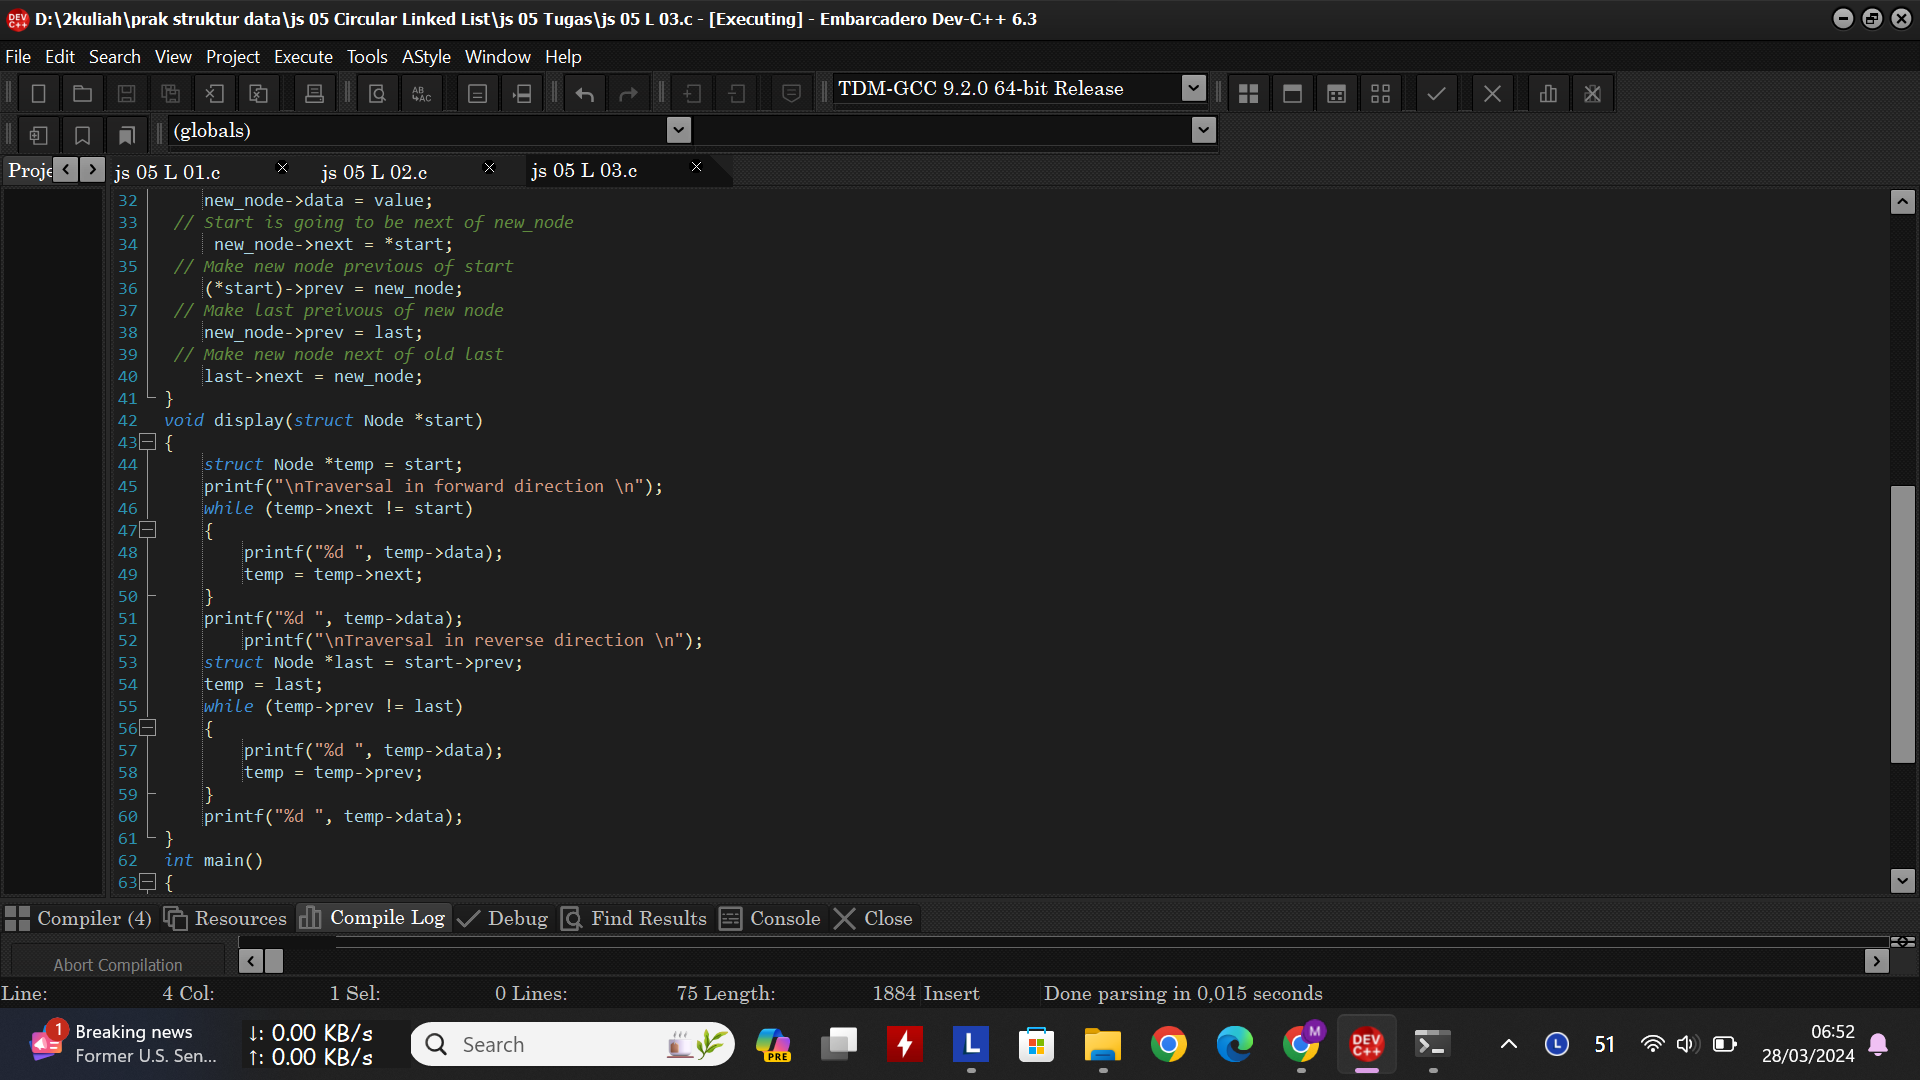 D:\2kuliah\prak struktur data\js 05 Circular Linked List\js 05 Tugas\js 05 L 03.c - [Executing] - Embarcadero Dev-C++ 6.3
File Edit Search View Project Execute Tools AStyle Window Help
TDM-GCC 9.2.0 64-bit Release
(globals)
Proje js 05 L 01.c js 05 L 02.c js 05 L 03.c
32 new_node->data = value;
33 // Start is going to be next of new_node
34 new_node->next = *start;
35 // Make new node previous of start
36 (*start)->prev = new_node;
37 // Make last preivous of new node
38 new_node->prev = last;
39 // Make new node next of old last
40 last->next = new_node;
41 }
42 void display(struct Node *start)
43 {
44 struct Node *temp = start;
45 printf("\nTraversal in forward direction \n");
46 while (temp->next != start)
47 {
48 printf("%d ", temp->data);
49 temp = temp->next;
50 }
51 printf("%d ", temp->data);
52 printf("\nTraversal in reverse direction \n");
53 struct Node *last = start->prev;
54 temp = last;
55 while (temp->prev != last)
56 {
57 printf("%d ", temp->data);
58 temp = temp->prev;
59 }
60 printf("%d ", temp->data);
61 }
62 int main()
63 {
Compiler (4) Resources Compile Log Debug Find Results Console Close
Abort Compilation
Line: 4 Col: 1 Sel: 0 Lines: 75 Length: 1884 Insert Done parsing in 0,015 seconds
1 Breaking news
Former U.S. Sen...
↓: 0.00 KB/s
↑: 0.00 KB/s
Search
PRE
L
M
DEV
C++
L
51
06:52
28/03/2024